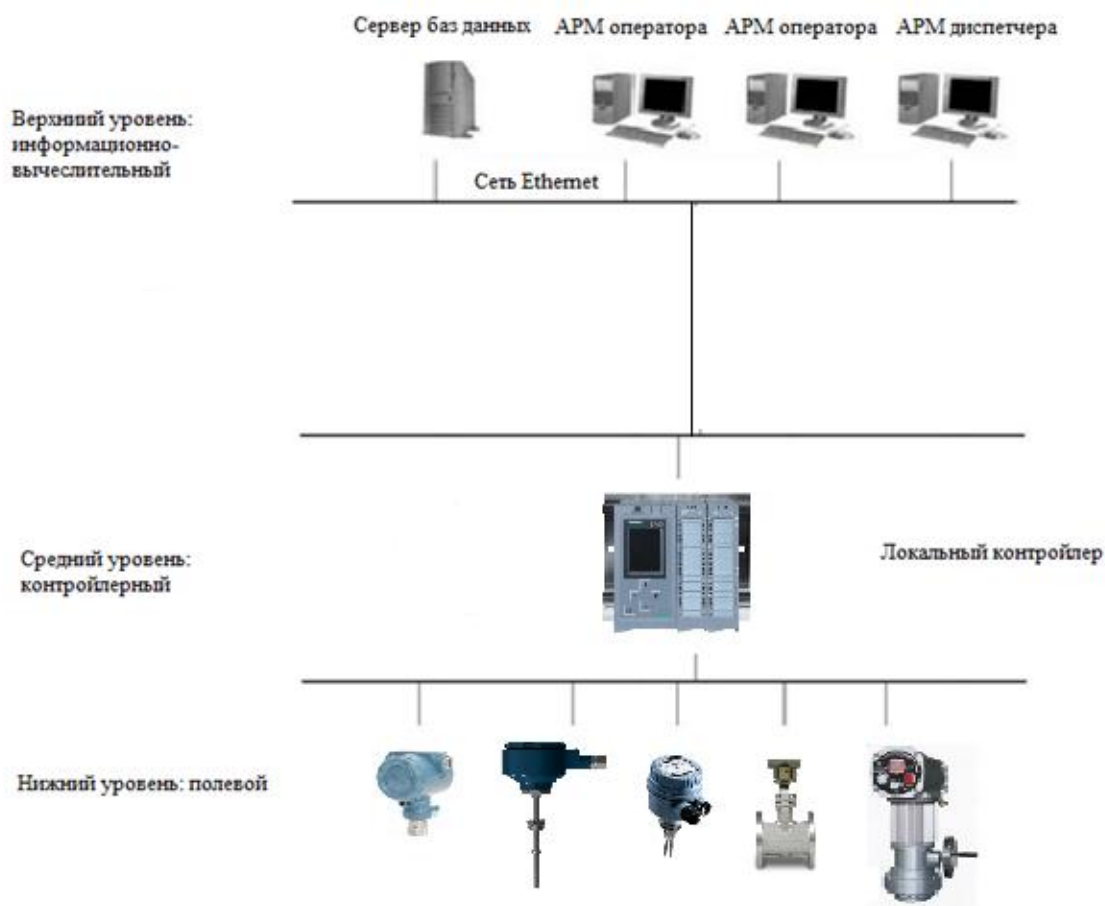 Сервер баз данных
АРМ оператора
АРМ оператора
АРМ диспетчера
Верхниий уровень:
информационно-
вычеслительный
Сеть Ethernet
Средний уровень:
контройлерный
Локальный контройлер
Нижний уровень: полевой